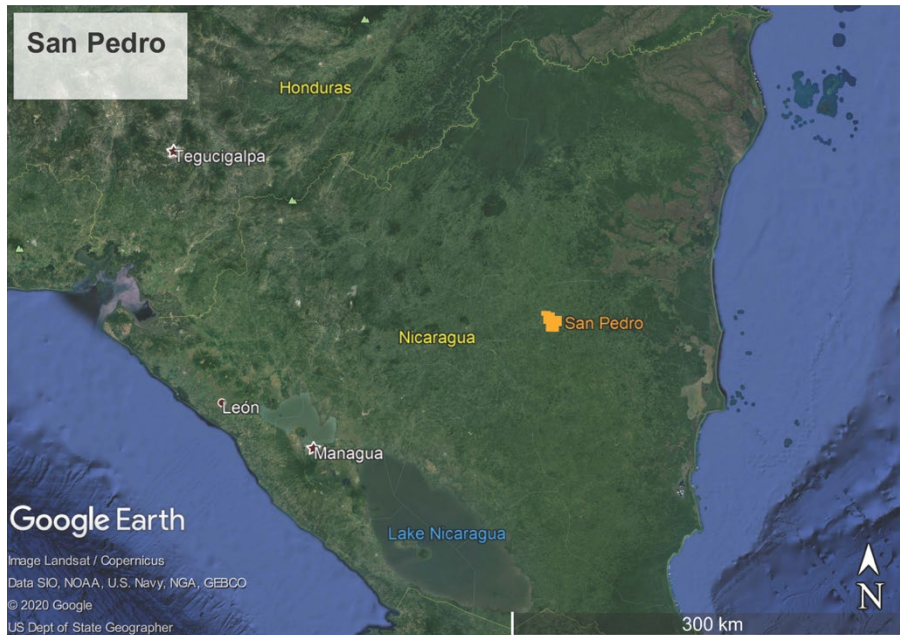 San Pedro
Honduras
Tegucigalpa
Nicaragua
San Pedro
León
Managua
Lake Nicaragua
Google Earth
Image Landsat / Copernicus
Data SIO, NOAA, U.S. Navy, NGA, GEBCO
© 2020 Google
US Dept of State Geographer
300 km
N